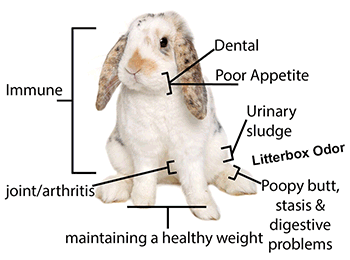 Dental
Poor Appetite
Immune
Urinary
sludge
Litterbox Odor
joint/arthritis
Poopy butt,
stasis &
digestive
problems
maintaining a healthy weight